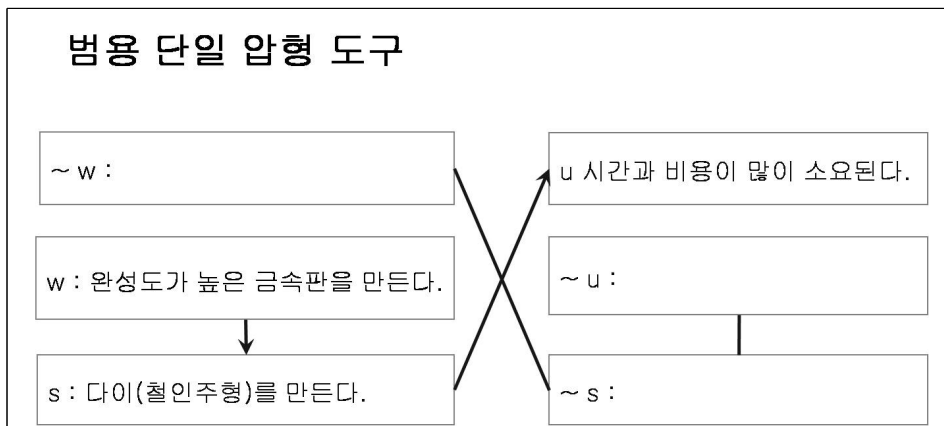 범용 단일 압형 도구
~ w :
u 시간과 비용이 많이 소요된다.
w : 완성도가 높은 금속판을 만든다.
~ u :
s : 다이(철인주형)를 만든다.
~ s :